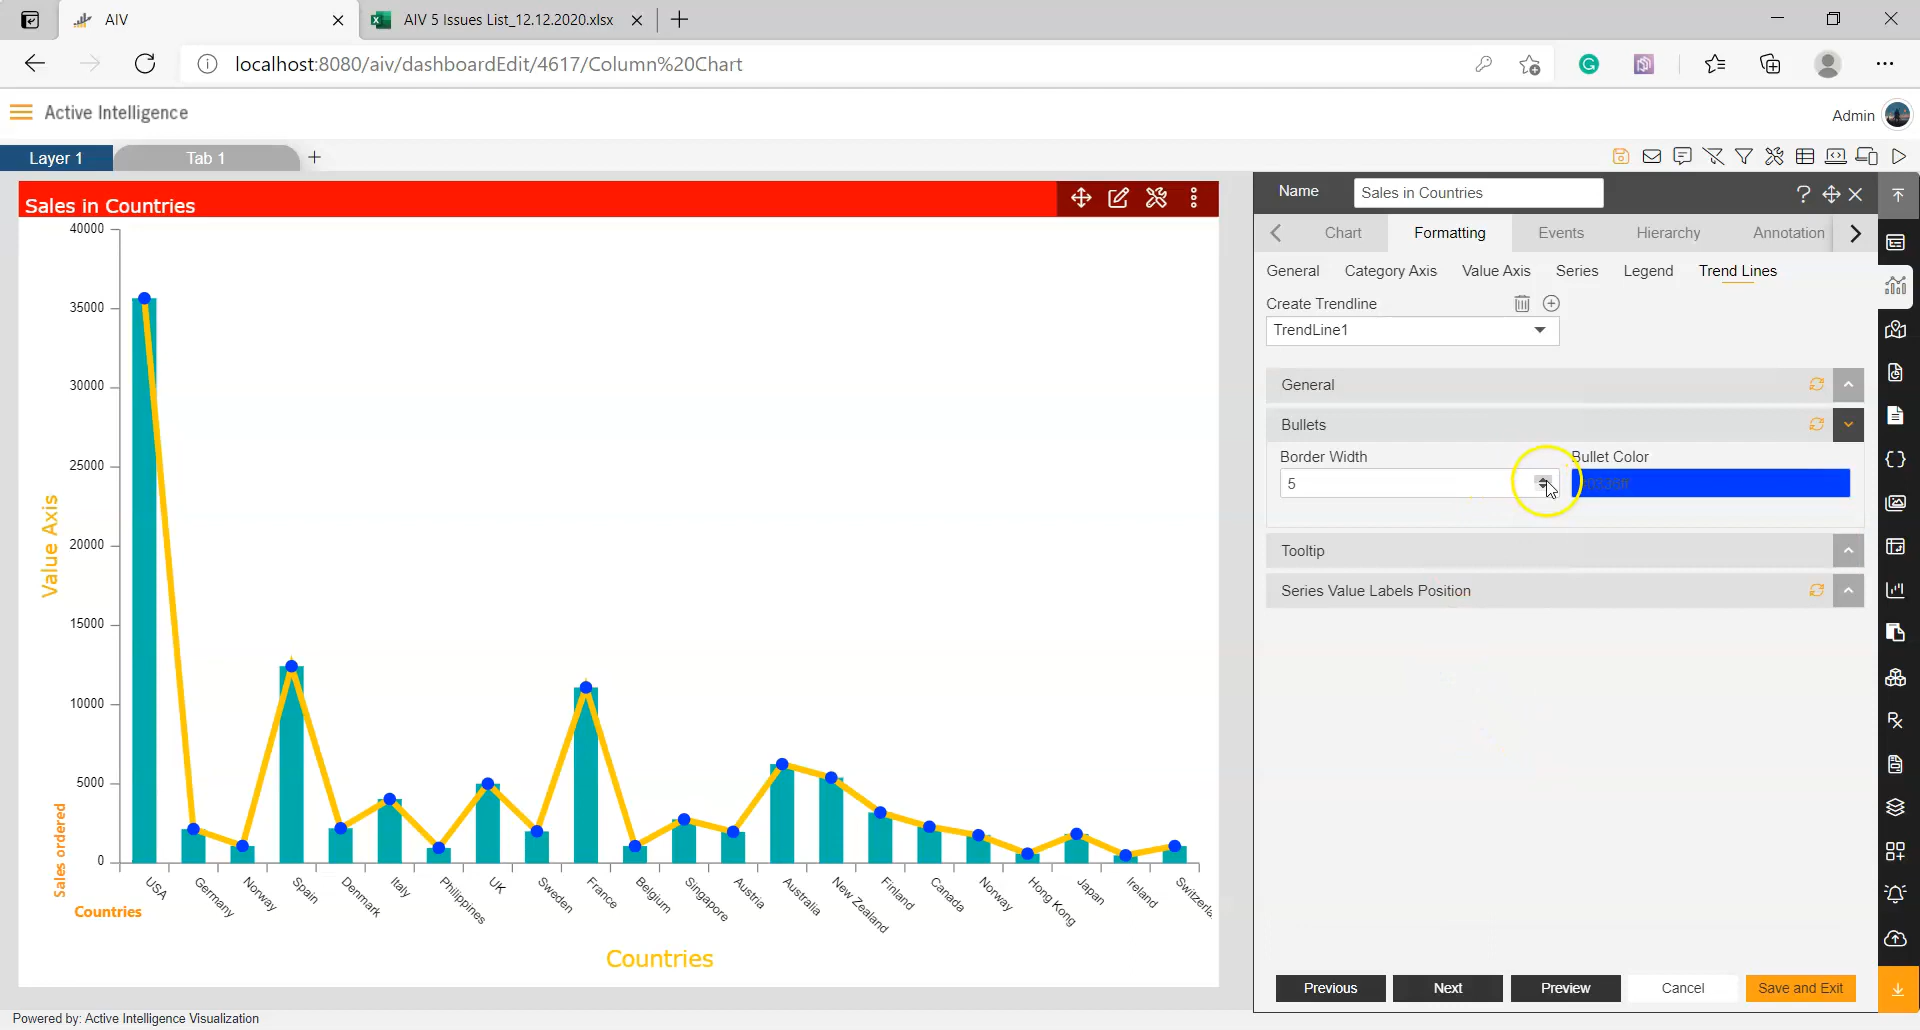 AIV
AIV 5 Issues List_12.12.2020.xlsx
localhost:8080/aiv/dashboardEdit/4617/Column%20Chart
Active Intelligence
Admin
Layer 1
Tab 1
Sales in Countries
40000
35000
30000
25000
20000
15000
10000
5000
0
Value Axis
Sales ordered
Countries
USA
Germany
Norway
Spain
Denmark
Italy
Philippines
UK
Sweden
France
Belgium
Singapore
Austria
Australia
New Zealand
Finland
Canada
Norway
Hong Kong
Japan
Ireland
Switzerla
Countries
Name
Sales in Countries
Chart Formatting Events Hierarchy Annotation
General Category Axis Value Axis Series Legend Trend Lines
Create Trendline
TrendLine1
General
Bullets
Border Width Bullet Color
5
Tooltip
Series Value Labels Position
Previous Next Preview Cancel Save and Exit
Powered by: Active Intelligence Visualization